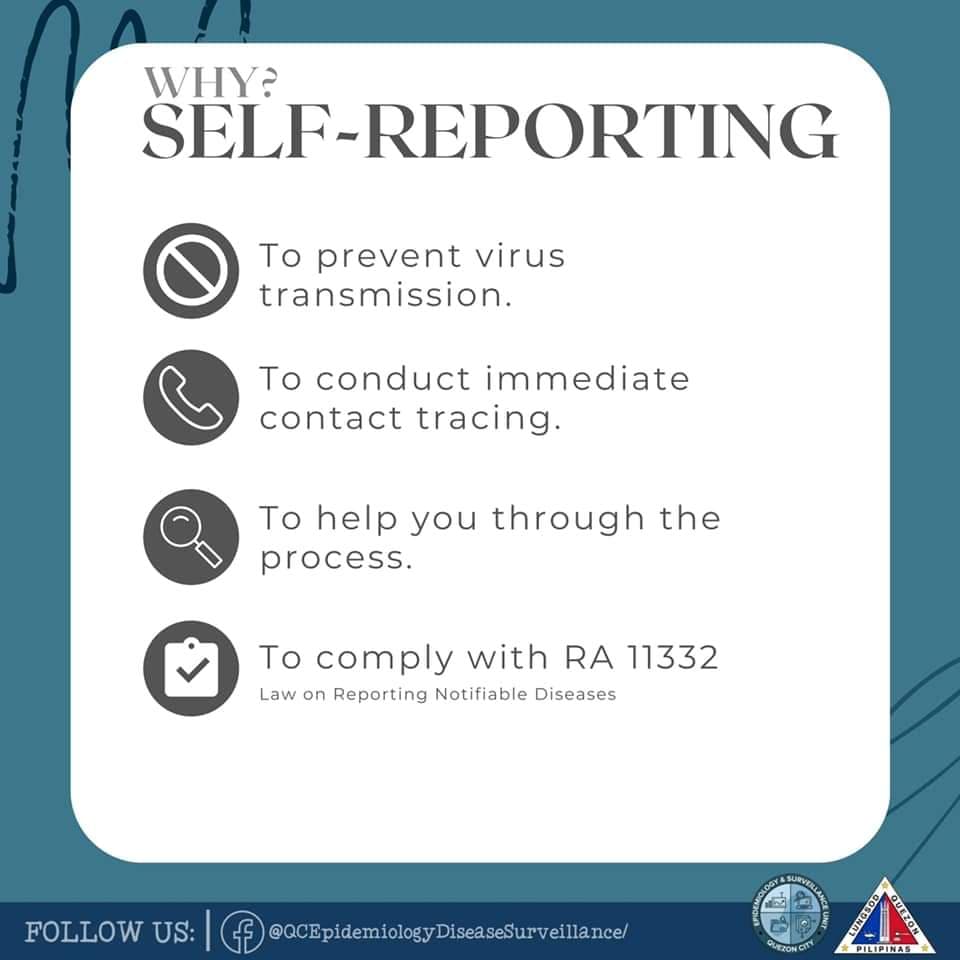 WHY?
SELF-REPORTING
To prevent virus
transmission.
To conduct immediate
contact tracing.
To help you through the
process.
To comply with RA 11332
Law on Reporting Notifiable Diseases
FOLLOW US: @QCEpidemiologyDiseaseSurveillance/
EPIDEMIOLOGY & SURVEILLANCE UNIT
QUEZON CITY
LUNGSOD QUEZON
PILIPINAS